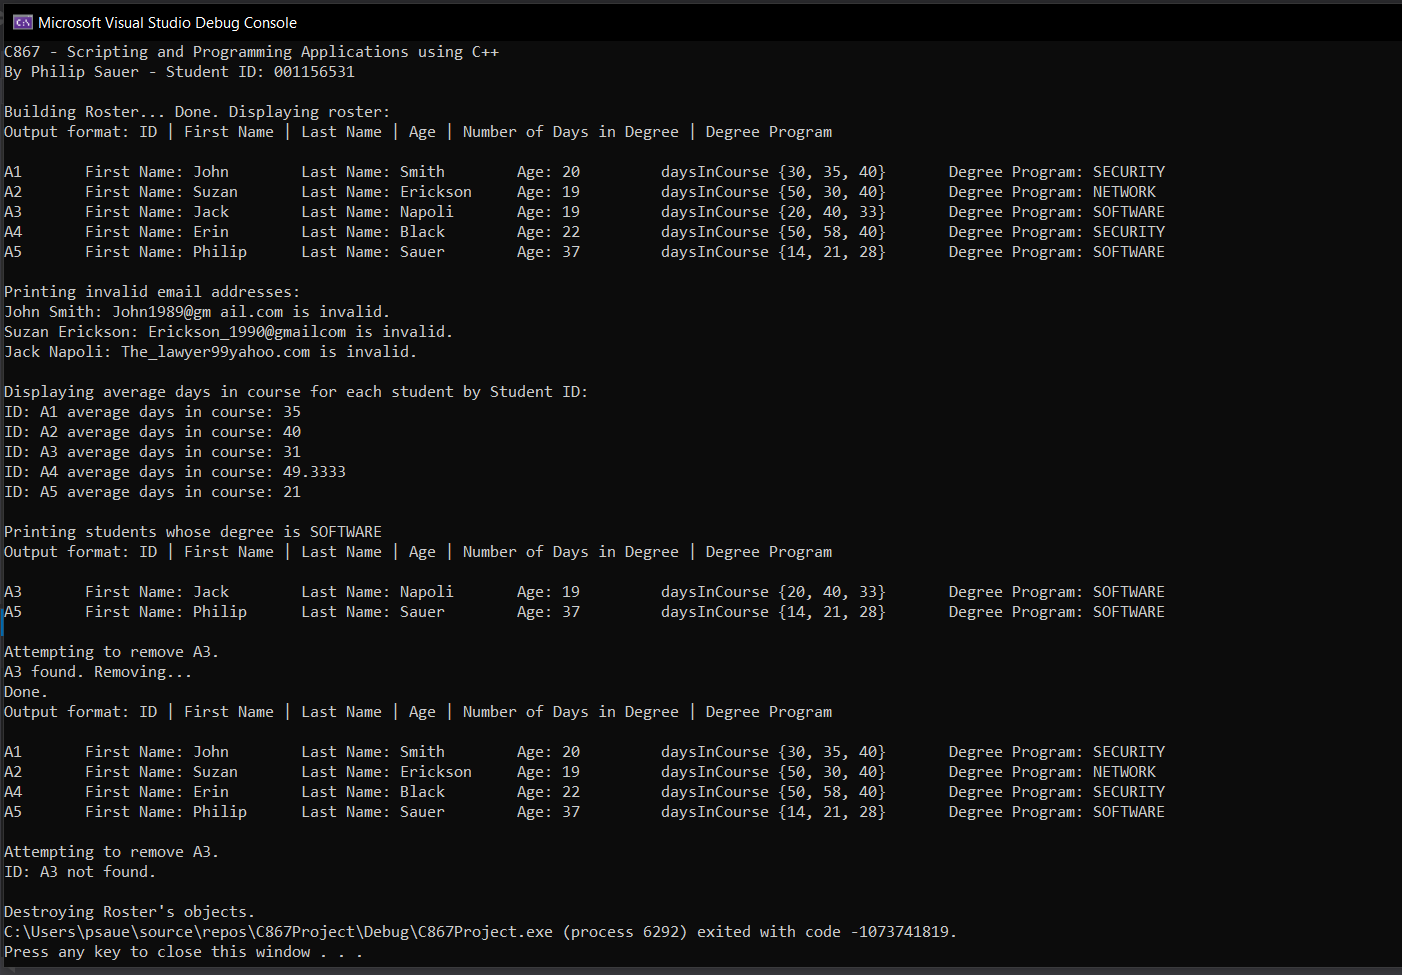 Microsoft Visual Studio Debug Console
C867 - Scripting and Programming Applications using C++
By Philip Sauer - Student ID: 001156531
Building Roster... Done. Displaying roster:
Output format: ID | First Name | Last Name | Age | Number of Days in Degree | Degree Program
A1 First Name: John Last Name: Smith Age: 20 daysInCourse {30, 35, 40} Degree Program: SECURITY
A2 First Name: Suzan Last Name: Erickson Age: 19 daysInCourse {50, 30, 40} Degree Program: NETWORK
A3 First Name: Jack Last Name: Napoli Age: 19 daysInCourse {20, 40, 33} Degree Program: SOFTWARE
A4 First Name: Erin Last Name: Black Age: 22 daysInCourse {50, 58, 40} Degree Program: SECURITY
A5 First Name: Philip Last Name: Sauer Age: 37 daysInCourse {14, 21, 28} Degree Program: SOFTWARE
Printing invalid email addresses:
John Smith: John1989@gm ail.com is invalid.
Suzan Erickson: Erickson_1990@gmailcom is invalid.
Jack Napoli: The_lawyer99yahoo.com is invalid.
Displaying average days in course for each student by Student ID:
ID: A1 average days in course: 35
ID: A2 average days in course: 40
ID: A3 average days in course: 31
ID: A4 average days in course: 49.3333
ID: A5 average days in course: 21
Printing students whose degree is SOFTWARE
Output format: ID | First Name | Last Name | Age | Number of Days in Degree | Degree Program
A3 First Name: Jack Last Name: Napoli Age: 19 daysInCourse {20, 40, 33} Degree Program: SOFTWARE
A5 First Name: Philip Last Name: Sauer Age: 37 daysInCourse {14, 21, 28} Degree Program: SOFTWARE
Attempting to remove A3.
A3 found. Removing...
Done.
Output format: ID | First Name | Last Name | Age | Number of Days in Degree | Degree Program
A1 First Name: John Last Name: Smith Age: 20 daysInCourse {30, 35, 40} Degree Program: SECURITY
A2 First Name: Suzan Last Name: Erickson Age: 19 daysInCourse {50, 30, 40} Degree Program: NETWORK
A4 First Name: Erin Last Name: Black Age: 22 daysInCourse {50, 58, 40} Degree Program: SECURITY
A5 First Name: Philip Last Name: Sauer Age: 37 daysInCourse {14, 21, 28} Degree Program: SOFTWARE
Attempting to remove A3.
ID: A3 not found.
Destroying Roster's objects.
C:\Users\psaue\source\repos\C867Project\Debug\C867Project.exe (process 6292) exited with code -1073741819.
Press any key to close this window . . .